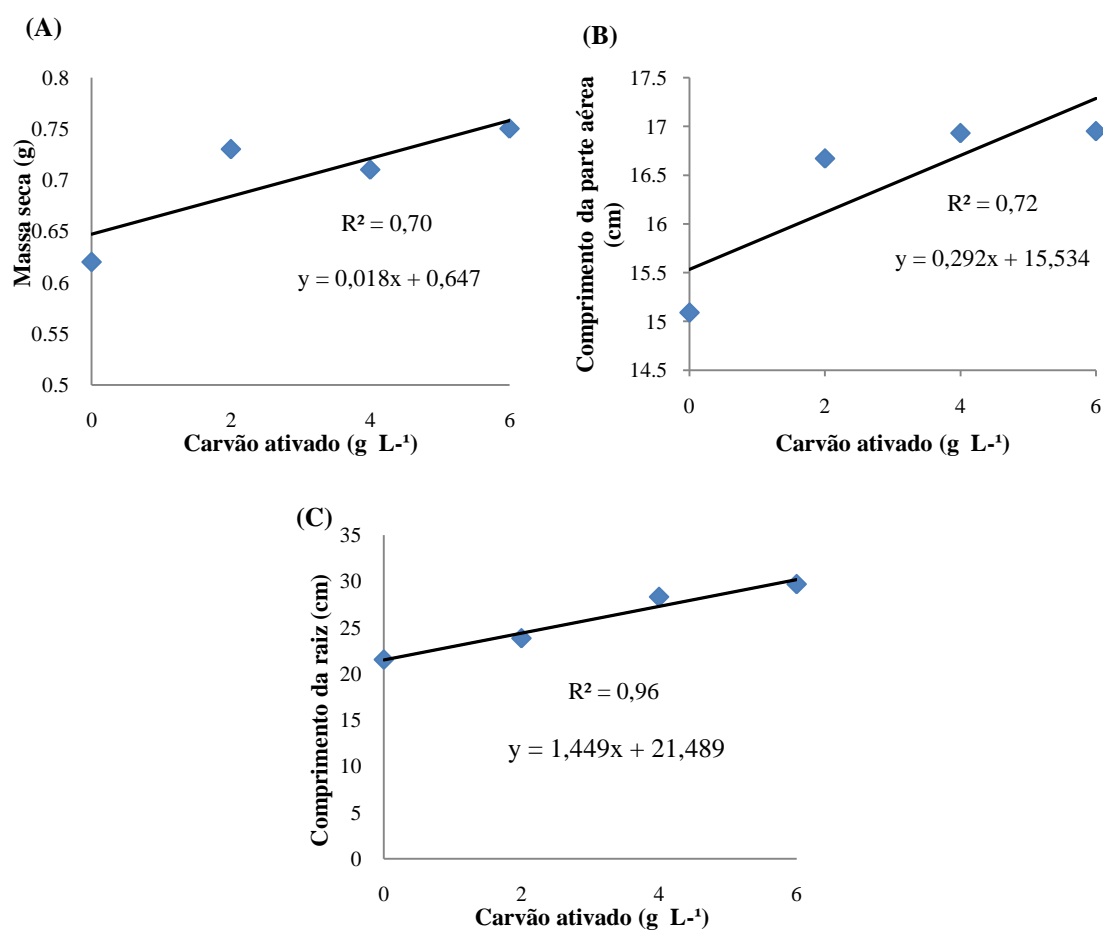 (A)
Massa seca (g)
0.8
0.75
0.7
0.65
0.6
0.55
0.5
R² = 0,70
y = 0,018x + 0,647
0 2 4 6
Carvão ativado (g L-¹)
(B)
Comprimento da parte aérea
(cm)
17.5
17
16.5
16
15.5
15
14.5
R² = 0,72
y = 0,292x + 15,534
0 2 4 6
Carvão ativado (g L-¹)
(C)
Comprimento da raiz (cm)
35
30
25
20
15
10
5
0
R² = 0,96
y = 1,449x + 21,489
0 2 4 6
Carvão ativado (g L-¹)